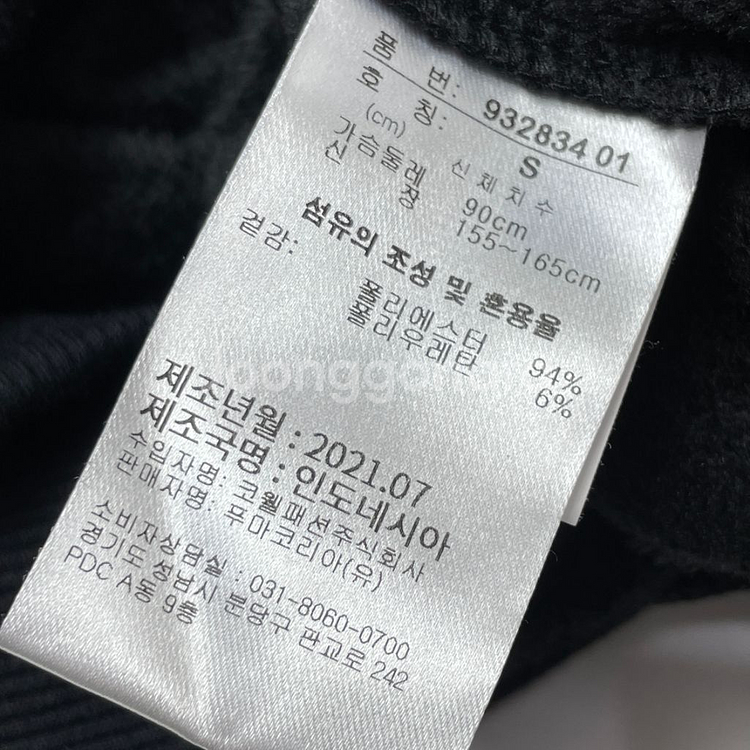 품 번: 932834 01
호 칭: S
(cm) 신체치수
가슴둘레 90cm
신 장 155~165cm
섬유의 조성 및 혼용율
겉감:
폴리에스터 94%
폴리우레탄 6%
제조년월 : 2021.07
제조국명 : 인도네시아
수입자명: 코웰패션주식회사
판매자명: 푸마코리아(유)
소비자상담실 : 031-8060-0700
경기도성남시 분당구 판교로 242
PDC A동 9층